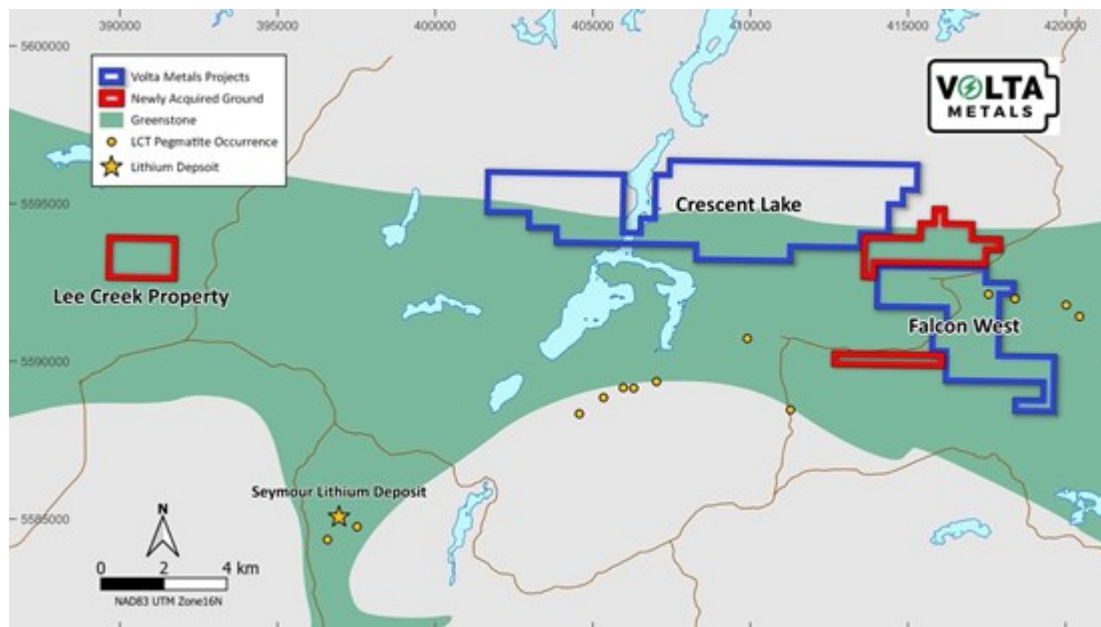 390000 395000 400000 405000 410000 415000 420000
5600000
5595000
5590000
5585000
Volta Metals Projects
Newly Acquired Ground
Greenstone
LCT Pegmatite Occurrence
Lithium Depsoit
VOLTA
METALS
Crescent Lake
Lee Creek Property
Falcon West
Seymour Lithium Deposit
N
0 2 4 km
NAD83 UTM Zone16N